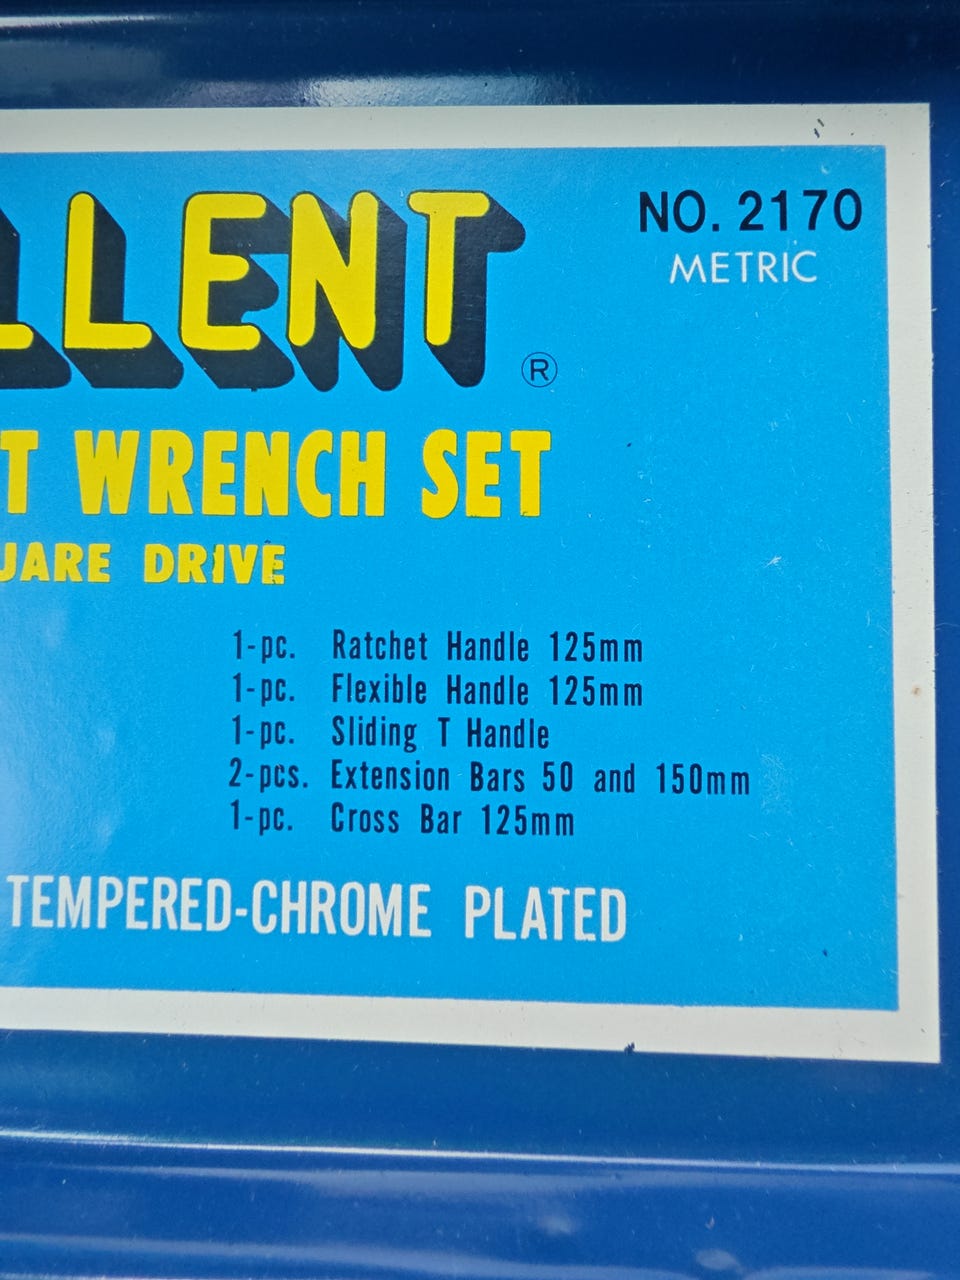 LLENT
®
NO. 2170
METRIC
T WRENCH SET
UARE DRIVE
1-pc. Ratchet Handle 125mm
1-pc. Flexible Handle 125mm
1-pc. Sliding T Handle
2-pcs. Extension Bars 50 and 150mm
1-pc. Cross Bar 125mm
TEMPERED-CHROME PLATED